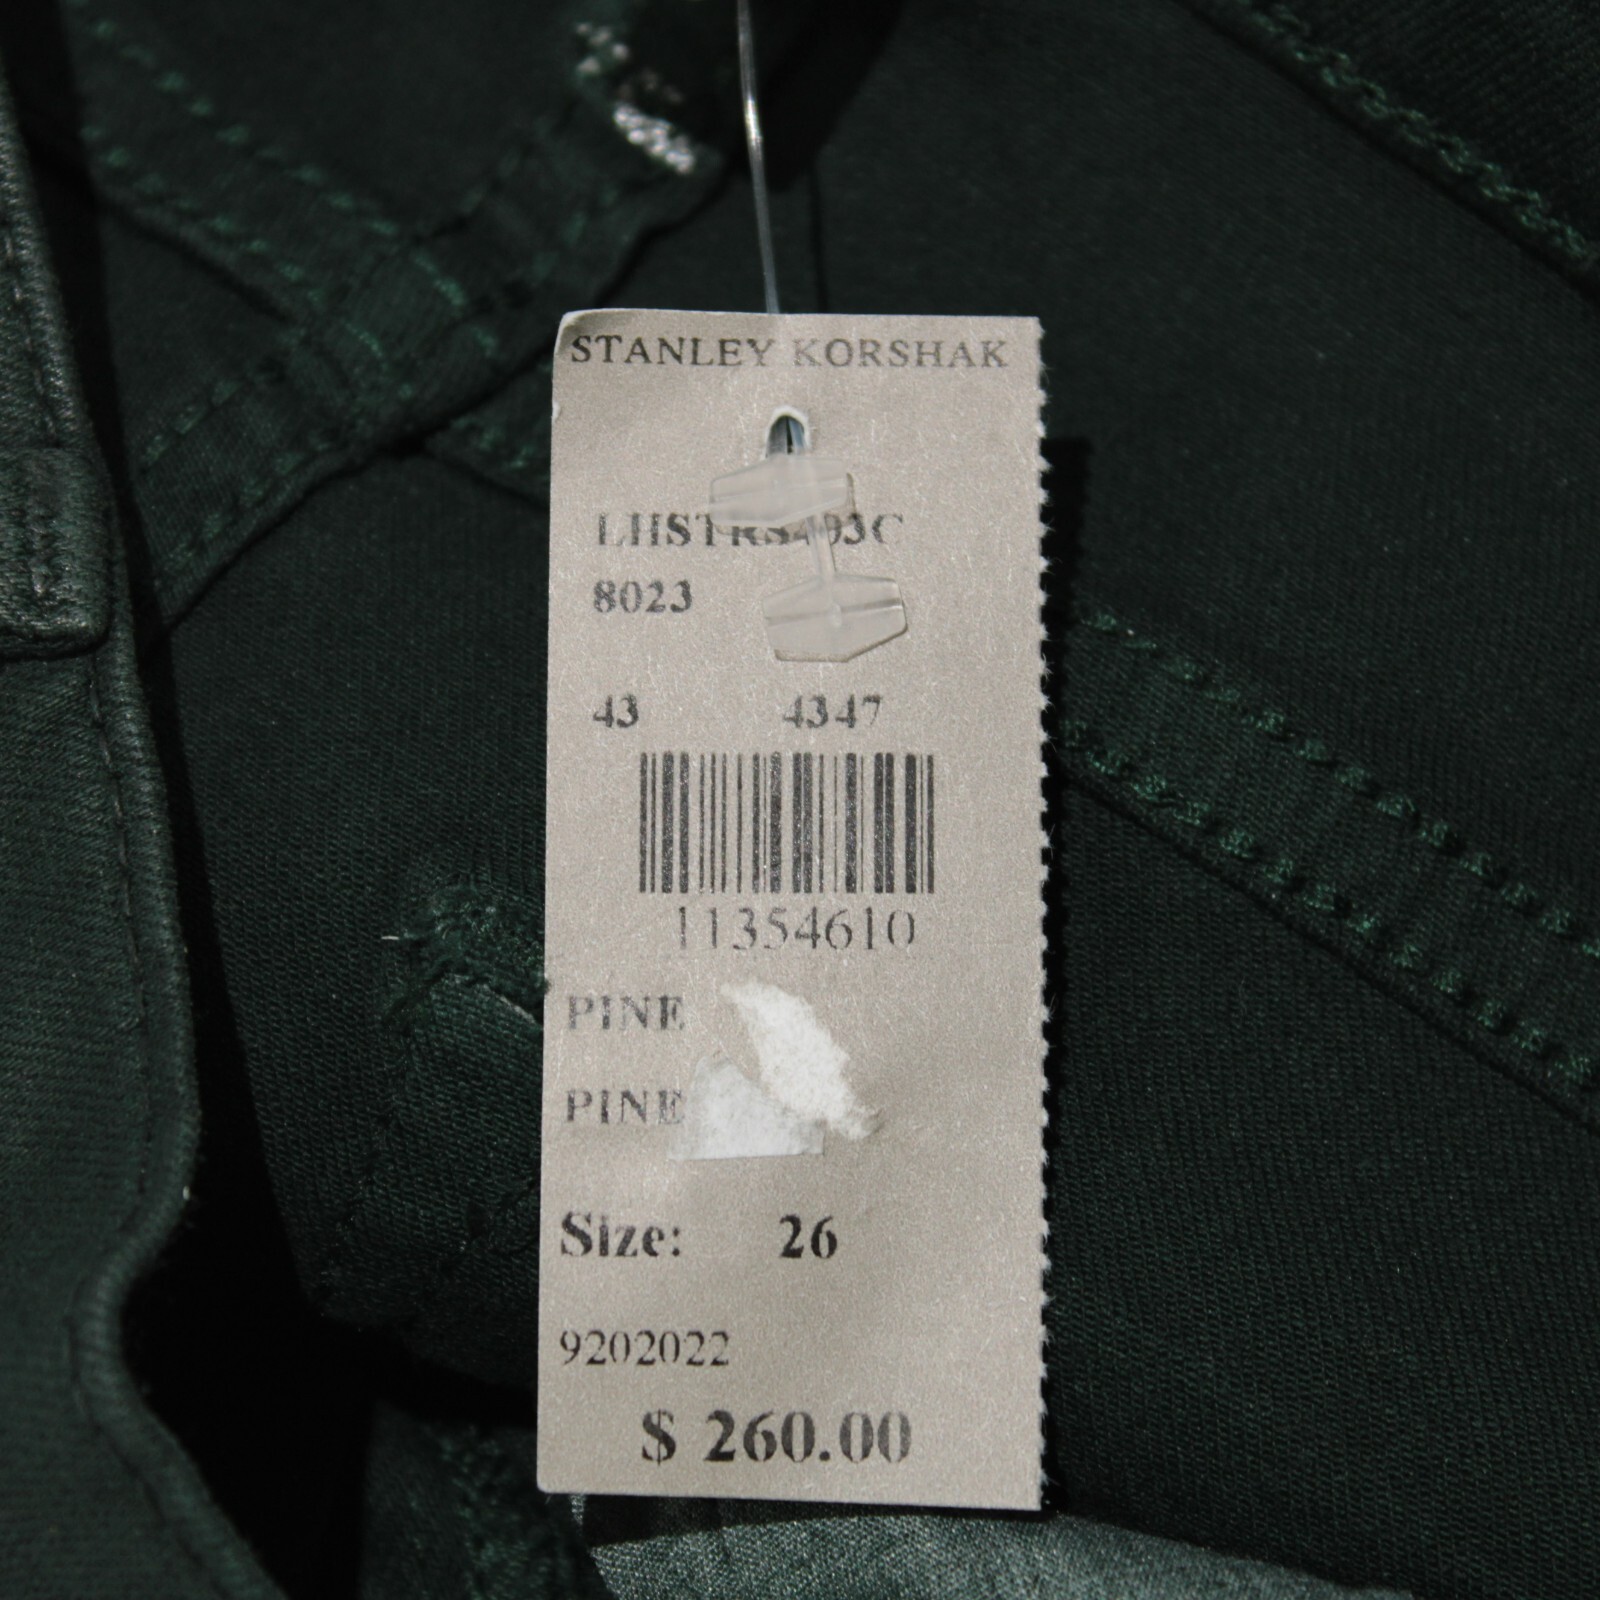 STANLEY KORSHAK
8023
43 4347
11354610
PINE
PINE
Size: 26
9202022
$ 260.00